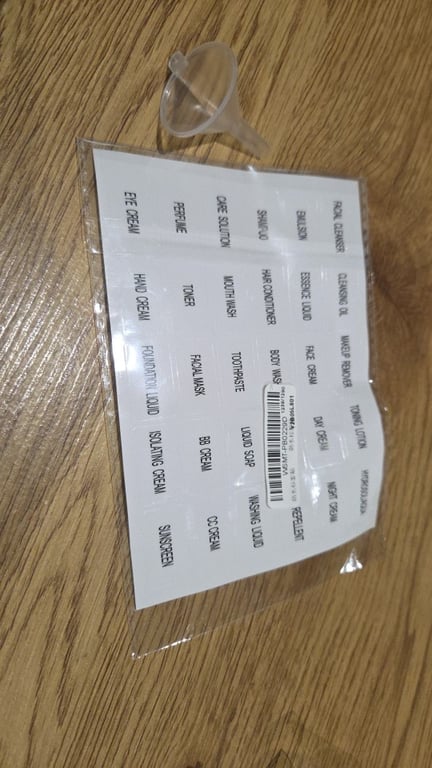 FACIAL CLEANSER CLEANSING OIL MAKEUP REMOVER TONING LOTION
EMULSION ESSENCE LIQUID FACE CREAM DAY CREAM NIGHT CREAM
SHAMPOO HAIR CONDITIONER BODY WASH REPELLENT
CARE SOLUTION MOUTH WASH TOOTHPASTE LIQUID SOAP WASHING LIQUID
PERFUME TONER FACIAL MASK BB CREAM CC CREAM
EYE CREAM HAND CREAM FOUNDATION LIQUID ISOLATING CREAM SUNSCREEN